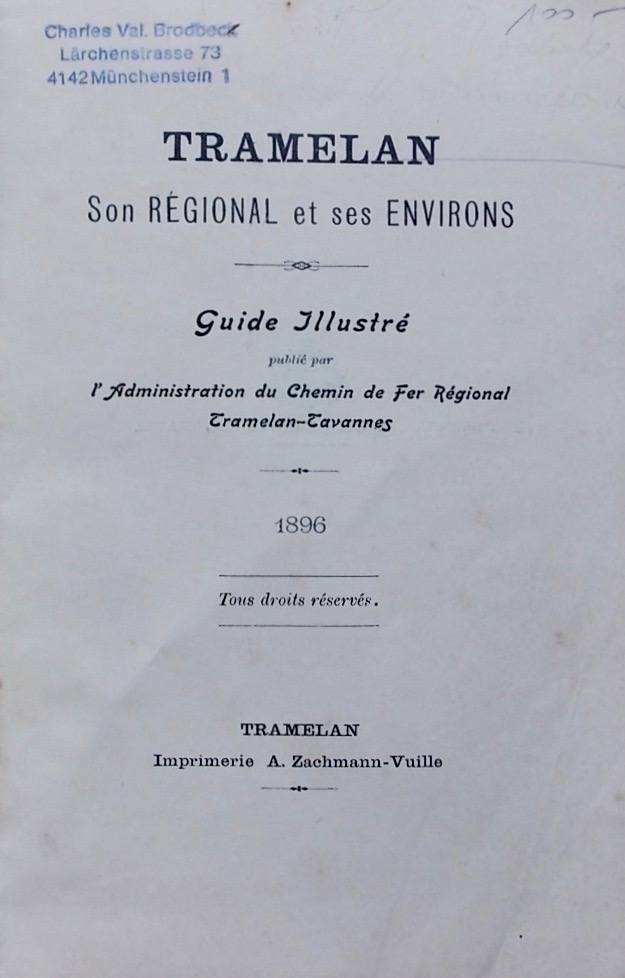 Charles Val. Brodbeck
Lärchenstrasse 73
4142 Münchenstein 1
100 –
TRAMELAN
Son RÉGIONAL et ses ENVIRONS
Guide Illustré
publié par
l'Administration du Chemin de Fer Régional
Tramelan-Tavannes
1896
Tous droits réservés.
TRAMELAN
Imprimerie A. Zachmann-Vuille